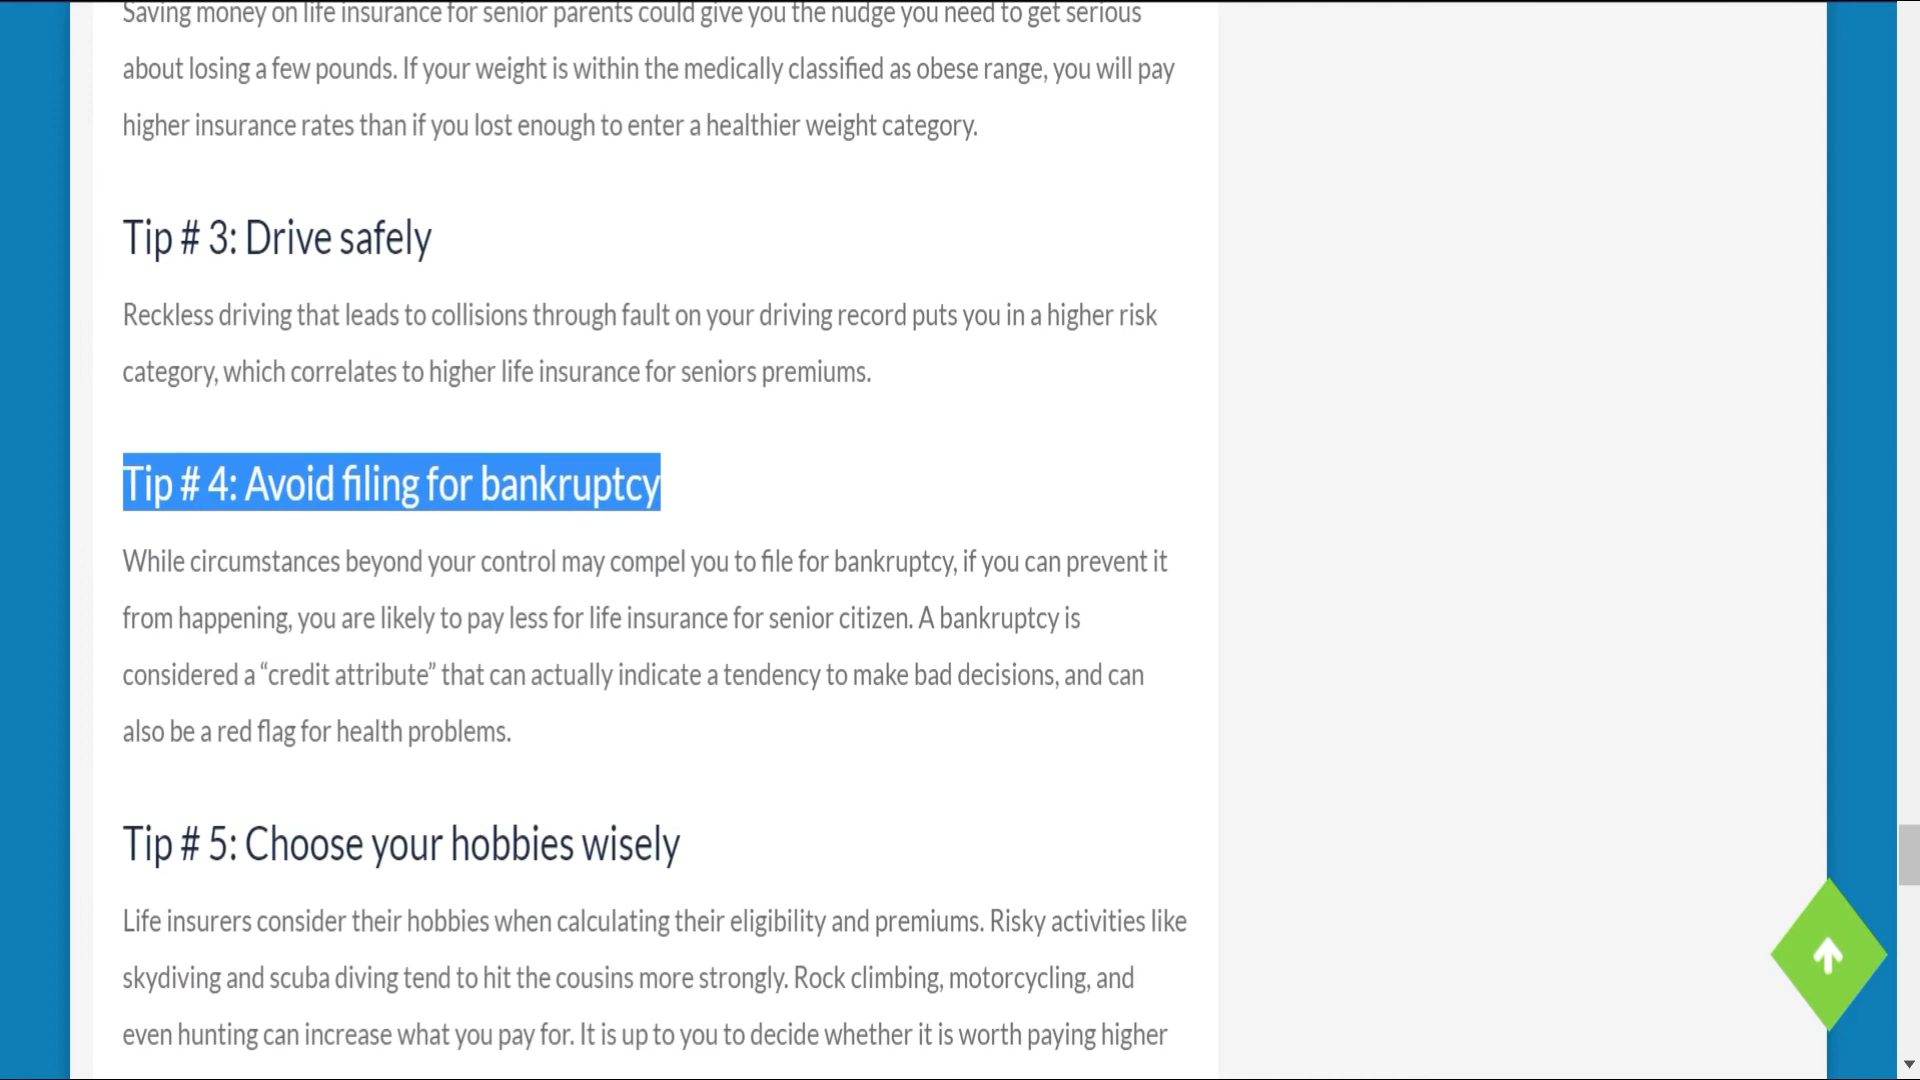 Saving money on life insurance for senior parents could give you the nudge you need to get serious
about losing a few pounds. If your weight is within the medically classified as obese range, you will pay
higher insurance rates than if you lost enough to enter a healthier weight category.
Tip # 3: Drive safely
Reckless driving that leads to collisions through fault on your driving record puts you in a higher risk
category, which correlates to higher life insurance for seniors premiums.
Tip # 4: Avoid filing for bankruptcy
While circumstances beyond your control may compel you to file for bankruptcy, if you can prevent it
from happening, you are likely to pay less for life insurance for senior citizen. A bankruptcy is
considered a “credit attribute” that can actually indicate a tendency to make bad decisions, and can
also be a red flag for health problems.
Tip # 5: Choose your hobbies wisely
Life insurers consider their hobbies when calculating their eligibility and premiums. Risky activities like
skydiving and scuba diving tend to hit the cousins more strongly. Rock climbing, motorcycling, and
even hunting can increase what you pay for. It is up to you to decide whether it is worth paying higher